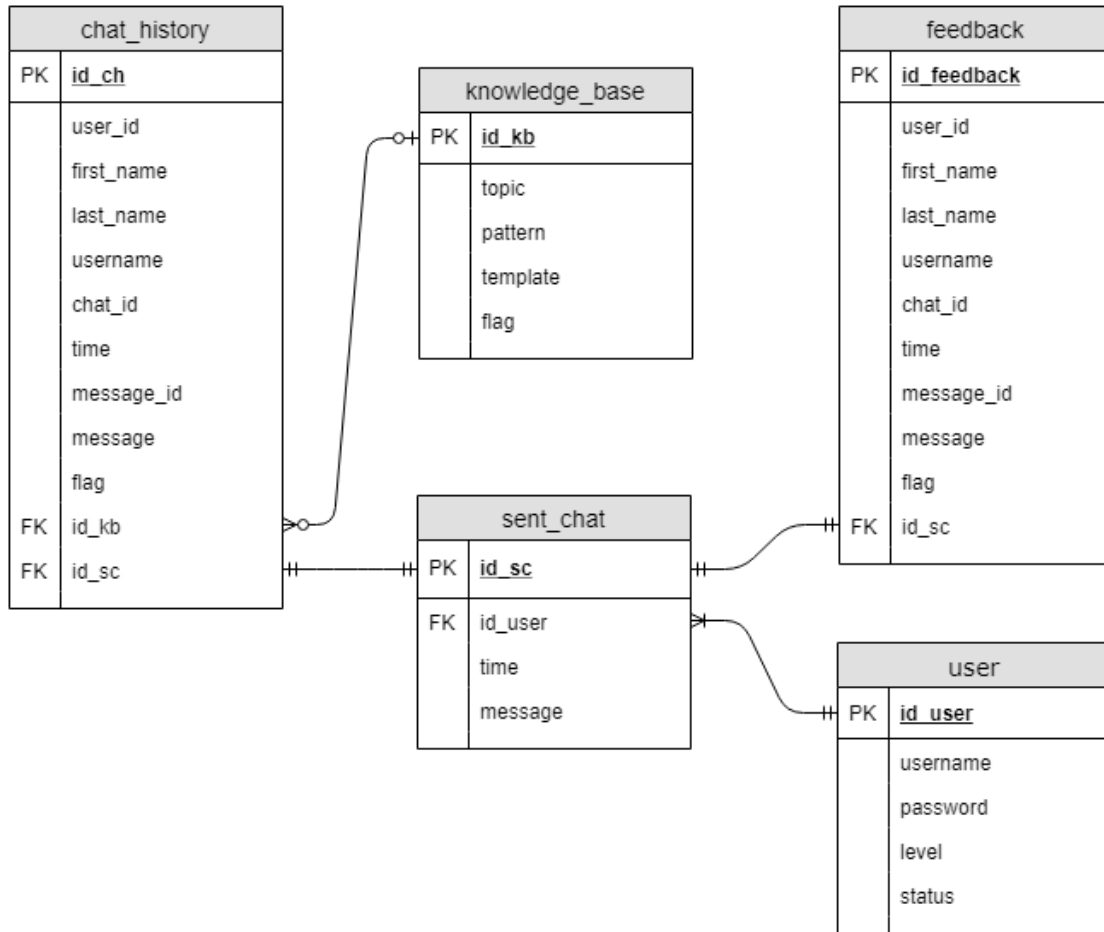 chat_history
PK id_ch
user_id
first_name
last_name
username
chat_id
time
message_id
message
flag
FK id_kb
FK id_sc
knowledge_base
PK id_kb
topic
pattern
template
flag
sent_chat
PK id_sc
FK id_user
time
message
feedback
PK id_feedback
user_id
first_name
last_name
username
chat_id
time
message_id
message
flag
FK id_sc
user
PK id_user
username
password
level
status